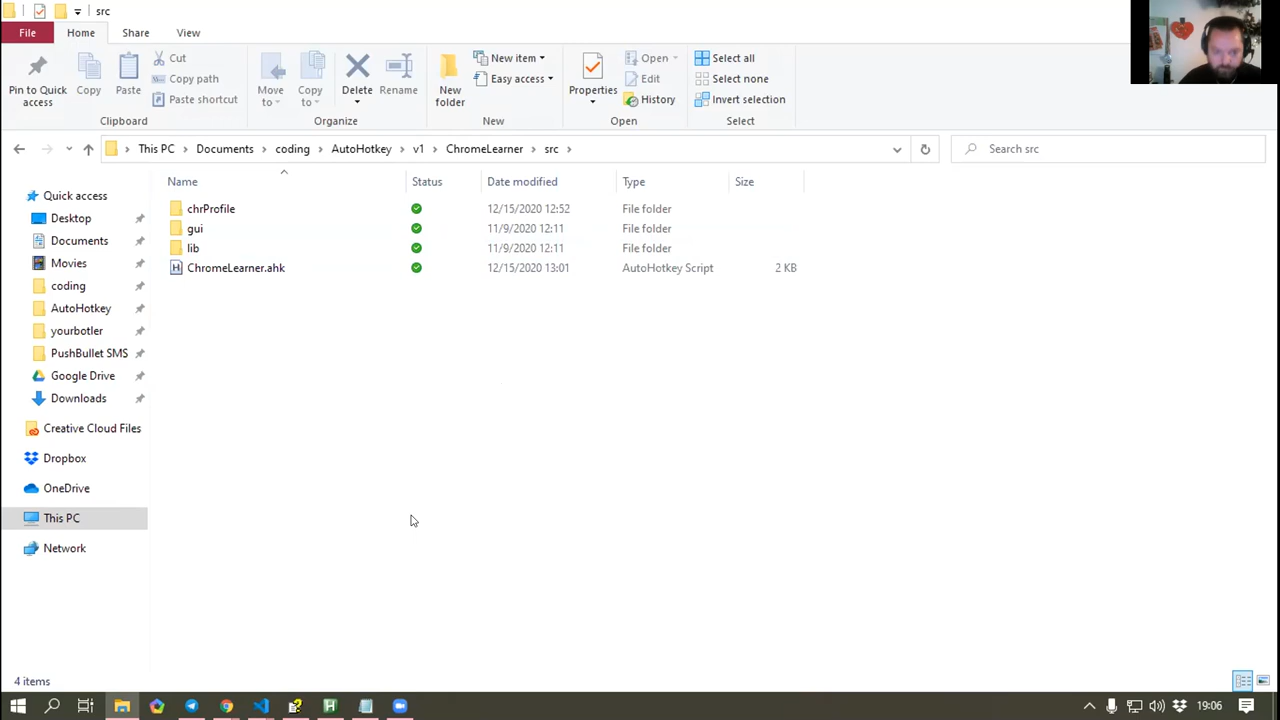 src
File Home Share View
Pin to Quick access
Copy
Paste
Cut
Copy path
Paste shortcut
Clipboard
Move to
Copy to
Delete
Rename
Organize
New folder
New item
Easy access
New
Properties
Open
Edit
History
Open
Select all
Select none
Invert selection
Select
This PC Documents coding AutoHotkey v1 ChromeLearner src
Search src
Name Status Date modified Type Size
chrProfile 12/15/2020 12:52 File folder
gui 11/9/2020 12:11 File folder
lib 11/9/2020 12:11 File folder
ChromeLearner.ahk 12/15/2020 13:01 AutoHotkey Script 2 KB
Quick access
Desktop
Documents
Movies
coding
AutoHotkey
yourbotler
PushBullet SMS
Google Drive
Downloads
Creative Cloud Files
Dropbox
OneDrive
This PC
Network
4 items
19:06